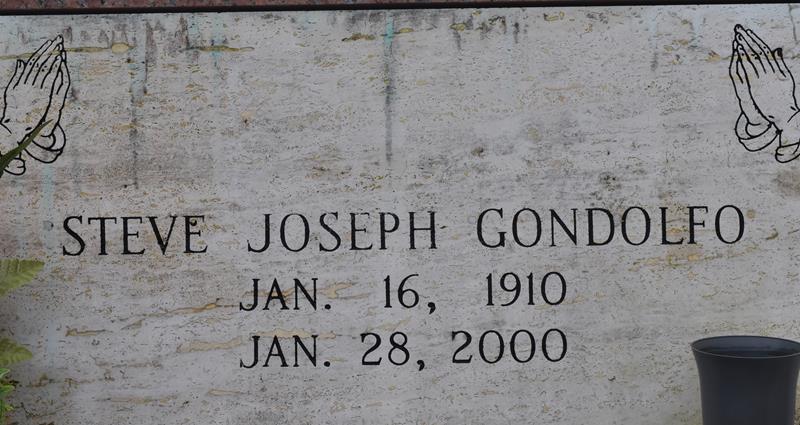 STEVE JOSEPH GONDOLFO
JAN. 16, 1910
JAN. 28, 2000